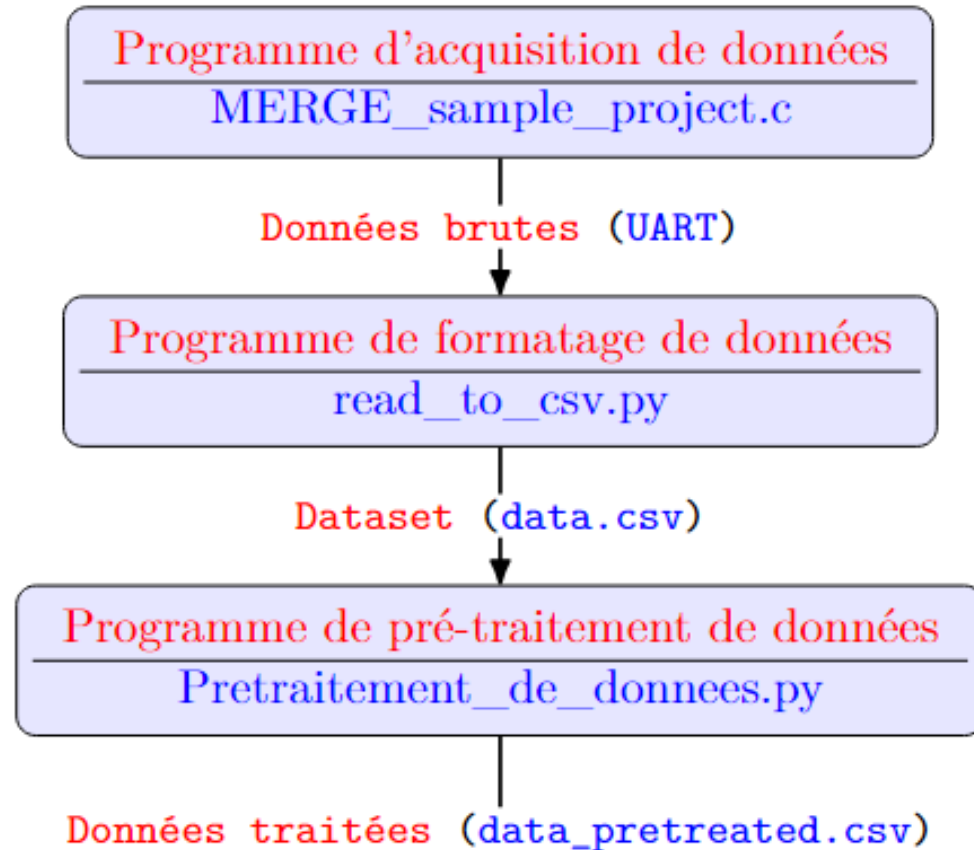 Programme d'acquisition de données
MERGE_sample_project.c
Données brutes (UART)
Programme de formatage de données
read_to_csv.py
Dataset (data.csv)
Programme de pré-traitement de données
Pretraitement_de_donnees.py
Données traitées (data_pretreated.csv)